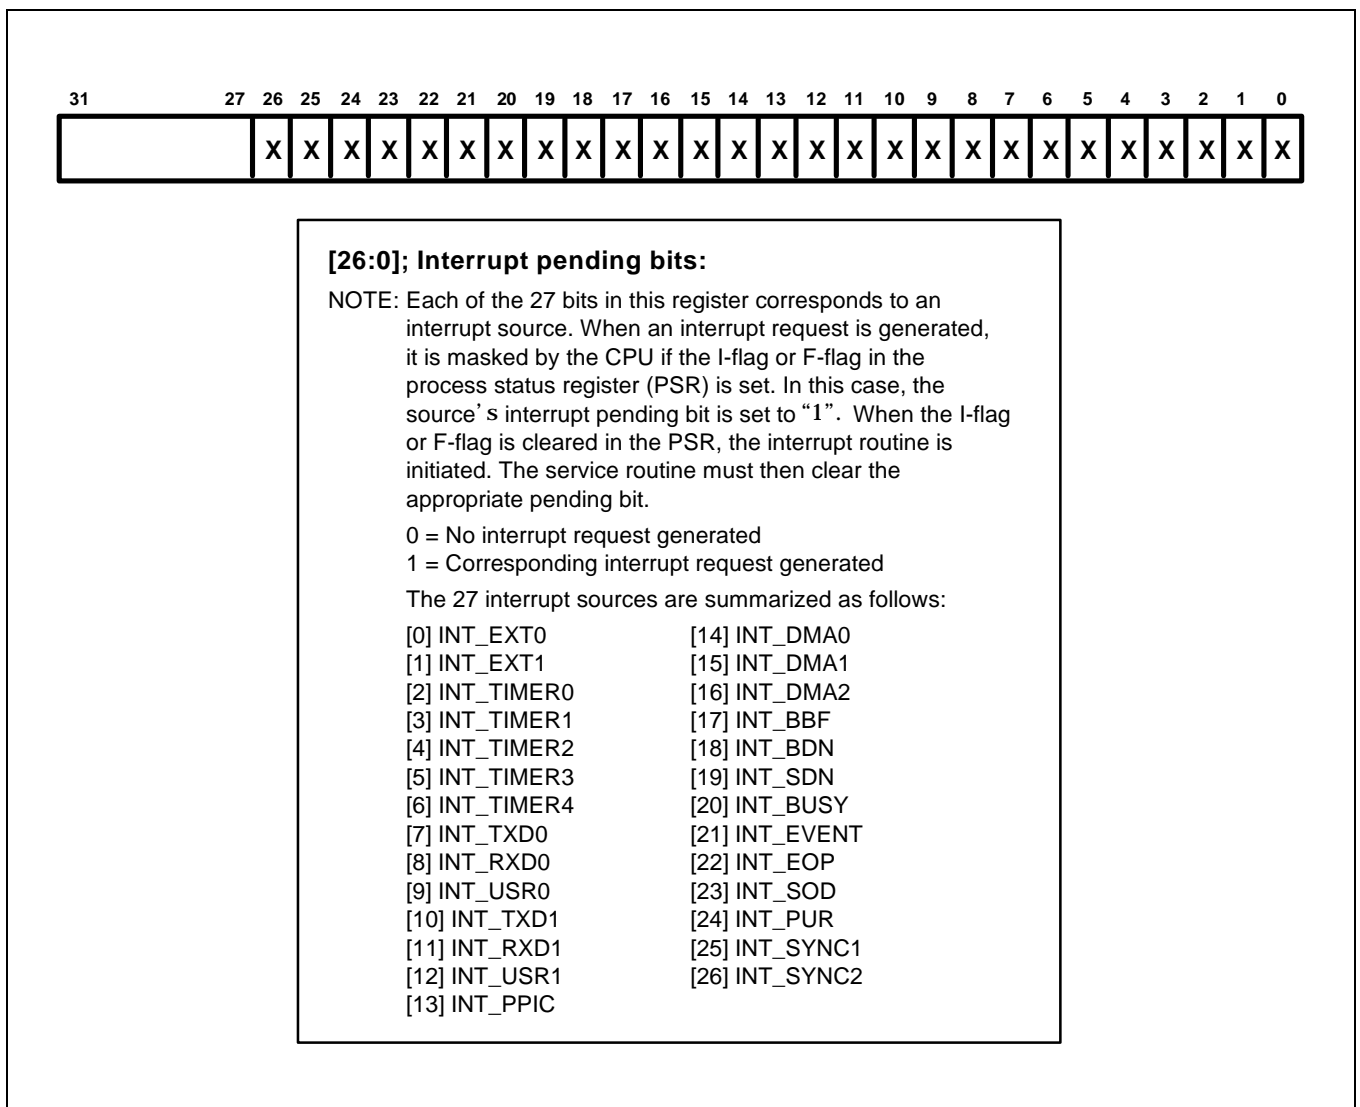 31 27 26 25 24 23 22 21 20 19 18 17 16 15 14 13 12 11 10 9 8 7 6 5 4 3 2 1 0
X X X X X X X X X X X X X X X X X X X X X X X X X X X
[26:0]; Interrupt pending bits:
NOTE: Each of the 27 bits in this register corresponds to an
interrupt source. When an interrupt request is generated,
it is masked by the CPU if the I-flag or F-flag in the
process status register (PSR) is set. In this case, the
source's interrupt pending bit is set to “1”. When the I-flag
or F-flag is cleared in the PSR, the interrupt routine is
initiated. The service routine must then clear the
appropriate pending bit.
0 = No interrupt request generated
1 = Corresponding interrupt request generated
The 27 interrupt sources are summarized as follows:
[0] INT_EXT0
[1] INT_EXT1
[2] INT_TIMER0
[3] INT_TIMER1
[4] INT_TIMER2
[5] INT_TIMER3
[6] INT_TIMER4
[7] INT_TXD0
[8] INT_RXD0
[9] INT_USR0
[10] INT_TXD1
[11] INT_RXD1
[12] INT_USR1
[13] INT_PPIC
[14] INT_DMA0
[15] INT_DMA1
[16] INT_DMA2
[17] INT_BBF
[18] INT_BDN
[19] INT_SDN
[20] INT_BUSY
[21] INT_EVENT
[22] INT_EOP
[23] INT_SOD
[24] INT_PUR
[25] INT_SYNC1
[26] INT_SYNC2